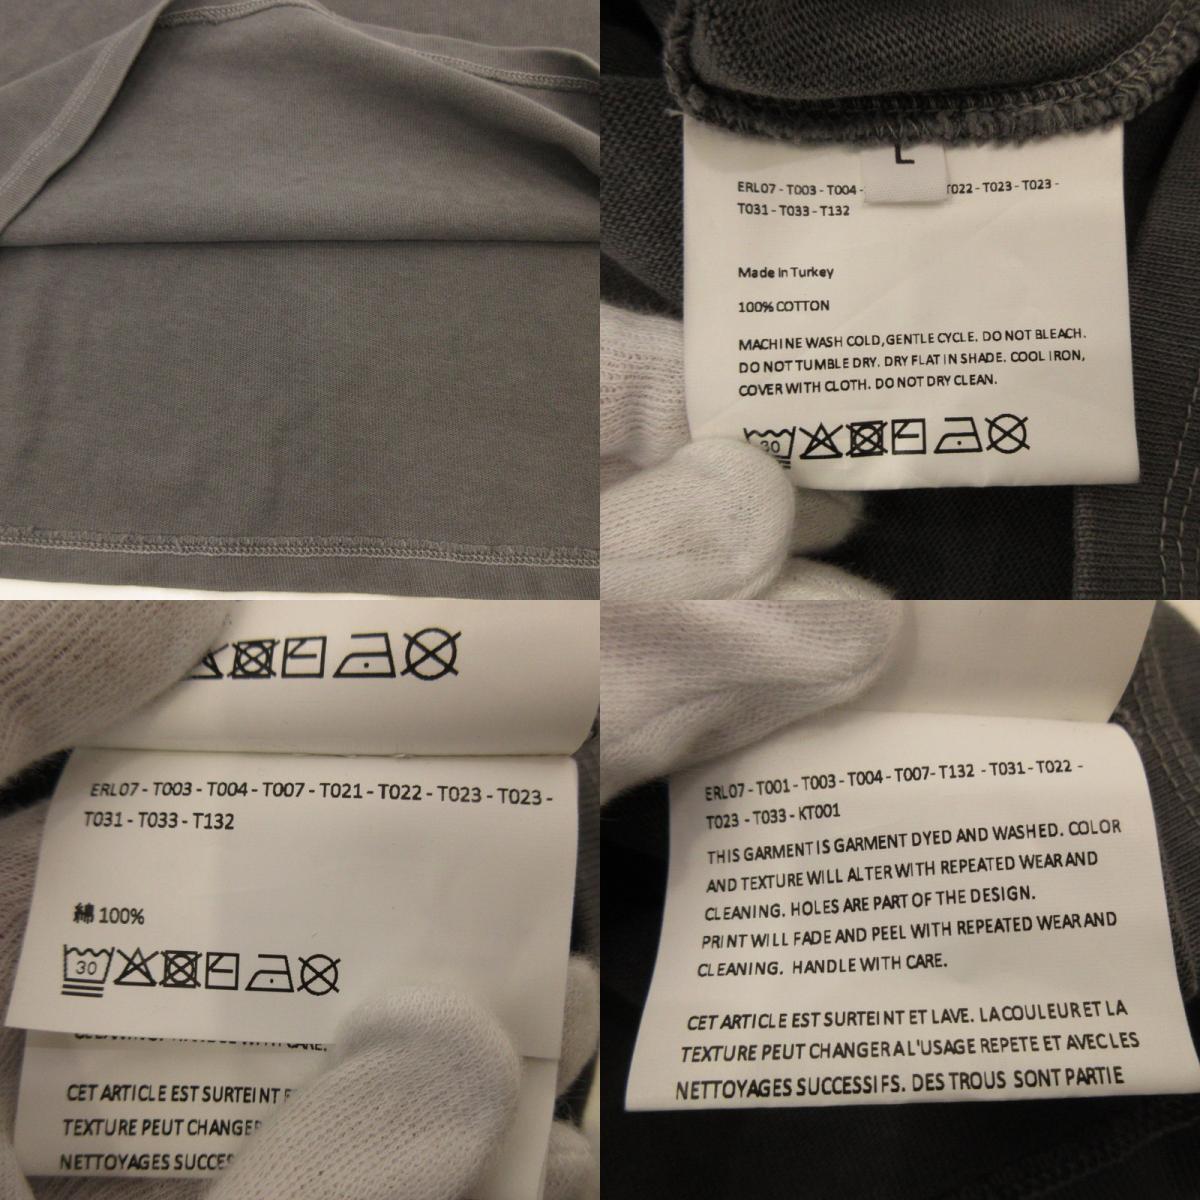 L
ERL07 - T003 - T004 - T022 - T023 - T023 -
T031 - T033 - T132
Made in Turkey
100% COTTON
MACHINE WASH COLD, GENTLE CYCLE. DO NOT BLEACH.
DO NOT TUMBLE DRY. DRY FLAT IN SHADE. COOL IRON,
COVER WITH CLOTH. DO NOT DRY CLEAN.
30
ERL07 - T003 - T004 - T007 - T021 - T022 - T023 - T023 -
T031 - T033 - T132
綿 100%
30
CLEANING. HANDLE WITH CARE.
CET ARTICLE EST SURTEINT
TEXTURE PEUT CHANGER
NETTOYAGES
ERL07 - T001 - T003 - T004 - T007 - T132 - T031 - T022 -
T023 - T033 - KT001
THIS GARMENT IS GARMENT DYED AND WASHED. COLOR
AND TEXTURE WILL ALTER WITH REPEATED WEAR AND
CLEANING. HOLES ARE PART OF THE DESIGN.
PRINT WILL FADE AND PEEL WITH REPEATED WEAR AND
CLEANING. HANDLE WITH CARE.
CET ARTICLE EST SURTEINT ET LAVE. LA COULEUR ET LA
TEXTURE PEUT CHANGER A L'USAGE REPETE ET AVEC LES
NETTOYAGES SUCCESSIFS. DES TROUS SONT PARTIE